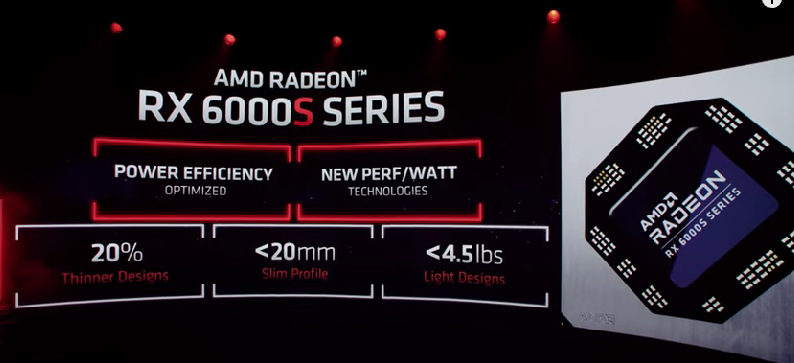 AMD RADEON™
RX 6000S SERIES
POWER EFFICIENCY
OPTIMIZED
NEW PERF/WATT
TECHNOLOGIES
20%
Thinner Designs
<20mm
Slim Profile
<4.5lbs
Light Designs
AMD
RADEON
RX 6000S SERIES